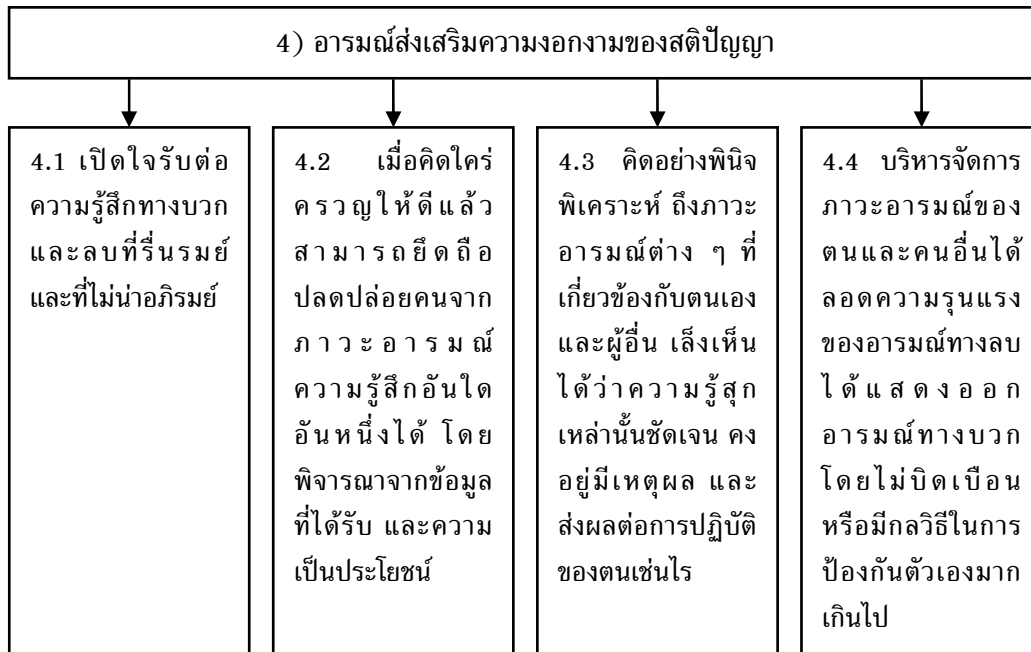 4) อารมณ์ส่งเสริมความงอกงามของสติปัญญา
4.1 เปิดใจรับต่อ
ความรู้สึกทางบวก
และลบที่รื่นรมย์
และที่ไม่น่าอภิรมย์
4.2 เมื่อคิดใคร่
ครวญให้ดีแล้ว
สามารถยึดถือ
ปลดปล่อยคนจาก
ภาวะอารมณ์
ความรู้สึกอันใด
อันหนึ่งได้ โดย
พิจารณาจากข้อมูล
ที่ได้รับ และความ
เป็นประโยชน์
4.3 คิดอย่างพินิจ
พิเคราะห์ ถึงภาวะ
อารมณ์ต่าง ๆ ที่
เกี่ยวข้องกับตนเอง
และผู้อื่น เล็งเห็น
ได้ว่าความรู้สุก
เหล่านั้นชัดเจน คง
อยู่มีเหตุผล และ
ส่งผลต่อการปฏิบัติ
ของตนเช่นไร
4.4 บริหารจัดการ
ภาวะอารมณ์ของ
ตนและคนอื่นได้
ลอดความรุนแรง
ของอารมณ์ทางลบ
ได้แสดงออก
อารมณ์ทางบวก
โดยไม่บิดเบือน
หรือมีกลวิธีในการ
ป้องกันตัวเองมาก
เกินไป